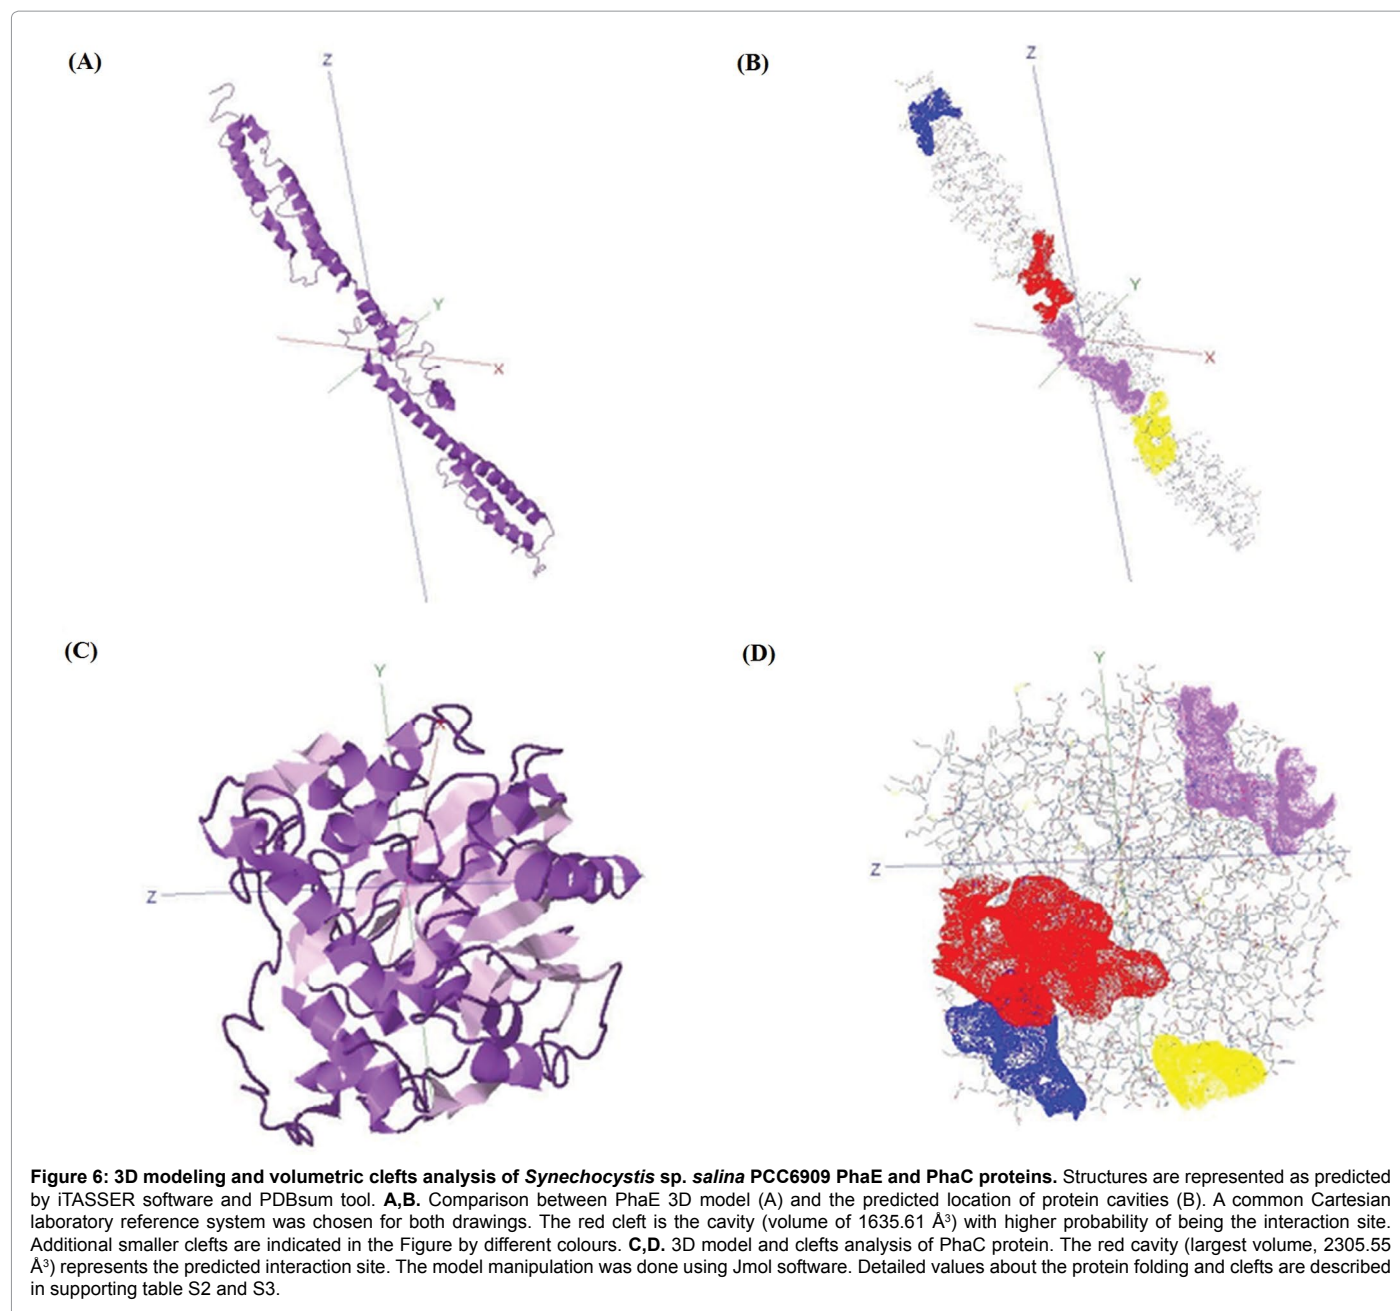 (A)
Z
Y
X
(B)
Z
Y
X
(C)
Y
X
Z
(D)
Y
X
Z
Figure 6: 3D modeling and volumetric clefts analysis of Synechocystis sp. salina PCC6909 PhaE and PhaC proteins. Structures are represented as predicted
by iTASSER software and PDBsum tool. A,B. Comparison between PhaE 3D model (A) and the predicted location of protein cavities (B). A common Cartesian
laboratory reference system was chosen for both drawings. The red cleft is the cavity (volume of 1635.61 Å³) with higher probability of being the interaction site.
Additional smaller clefts are indicated in the Figure by different colours. C,D. 3D model and clefts analysis of PhaC protein. The red cavity (largest volume, 2305.55
Å³) represents the predicted interaction site. The model manipulation was done using Jmol software. Detailed values about the protein folding and clefts are described
in supporting table S2 and S3.